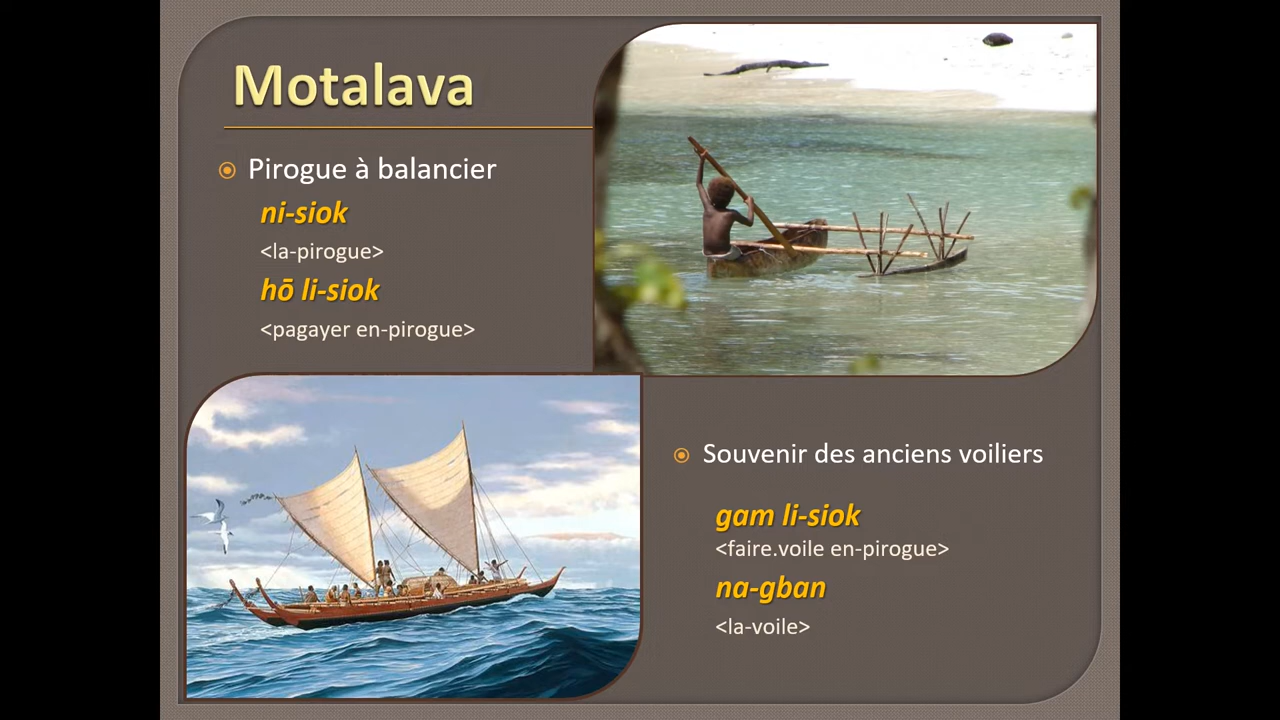 Motalava
Pirogue à balancier
ni-siok
<la-pirogue>
hō li-siok
<pagayer en-pirogue>
Souvenir des anciens voiliers
gam li-siok
<faire.voile en-pirogue>
na-gban
<la-voile>